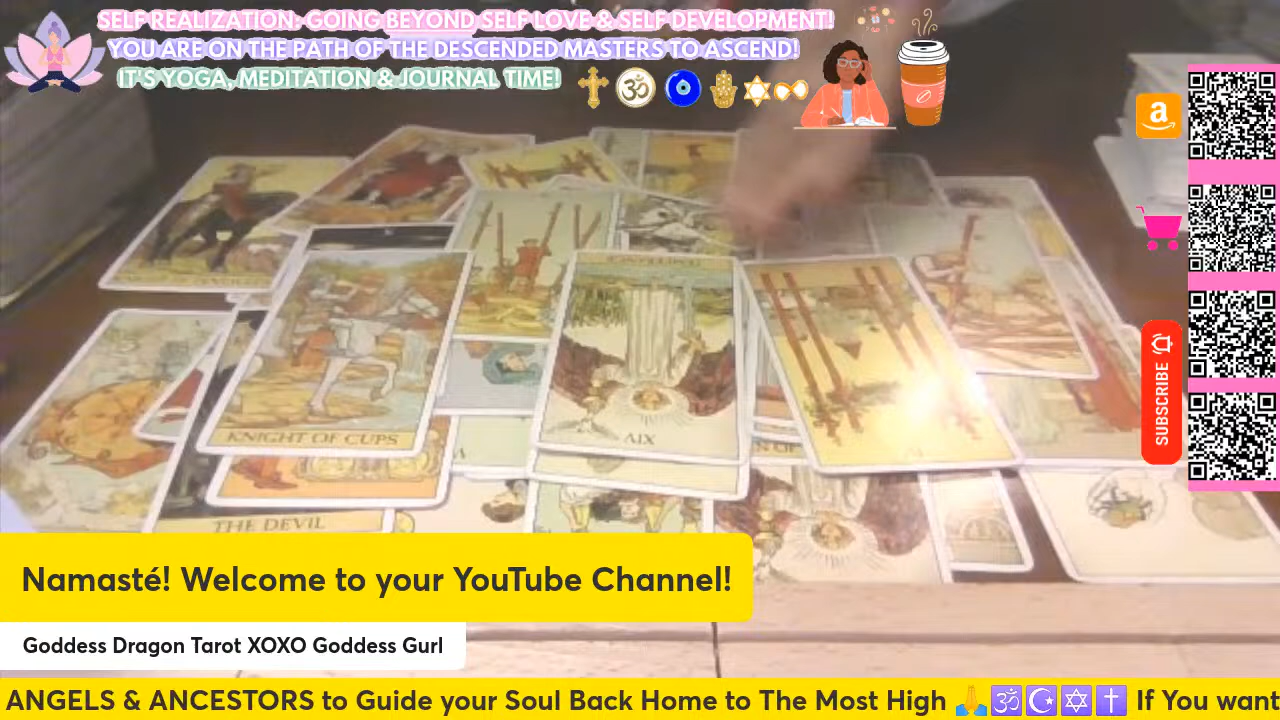 SELF REALIZATION: GOING BEYOND SELF LOVE & SELF DEVELOPMENT!
YOU ARE ON THE PATH OF THE DESCENDED MASTERS TO ASCEND!
IT'S YOGA, MEDITATION & JOURNAL TIME!
a
SUBSCRIBE
KNIGHT OF CUPS
XIV
THE DEVIL
Namasté! Welcome to your YouTube Channel!
Goddess Dragon Tarot XOXO Goddess Gurl
ANGELS & ANCESTORS to Guide your Soul Back Home to The Most High 🙏🕉☪✡✝ If You want